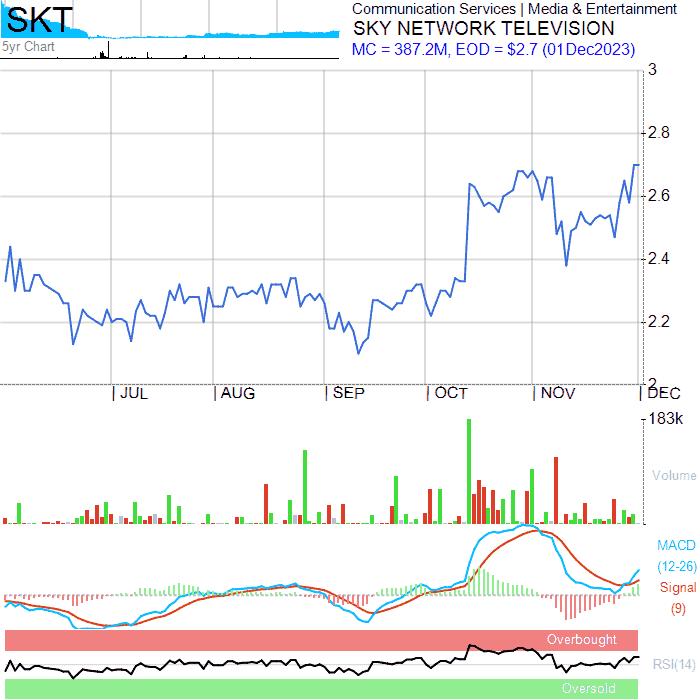 SKT
5yr Chart
Communication Services | Media & Entertainment
SKY NETWORK TELEVISION
MC = 387.2M, EOD = $2.7 (01Dec2023)
3
2.8
2.6
2.4
2.2
2
| JUL | AUG | SEP | OCT | NOV | DEC
183k
Volume
MACD
(12-26)
Signal
(9)
Overbought
RSI(14)
Oversold